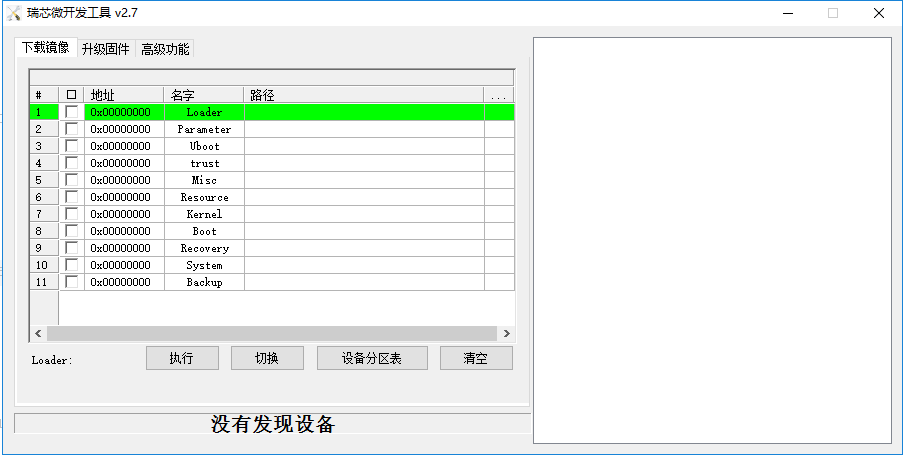 瑞芯微开发工具 v2.7
下载镜像 升级固件 高级功能
# 地址 名字 路径 ...
1 0x00000000 Loader
2 0x00000000 Parameter
3 0x00000000 Uboot
4 0x00000000 trust
5 0x00000000 Misc
6 0x00000000 Resource
7 0x00000000 Kernel
8 0x00000000 Boot
9 0x00000000 Recovery
10 0x00000000 System
11 0x00000000 Backup
Loader: 执行 切换 设备分区表 清空
没有发现设备